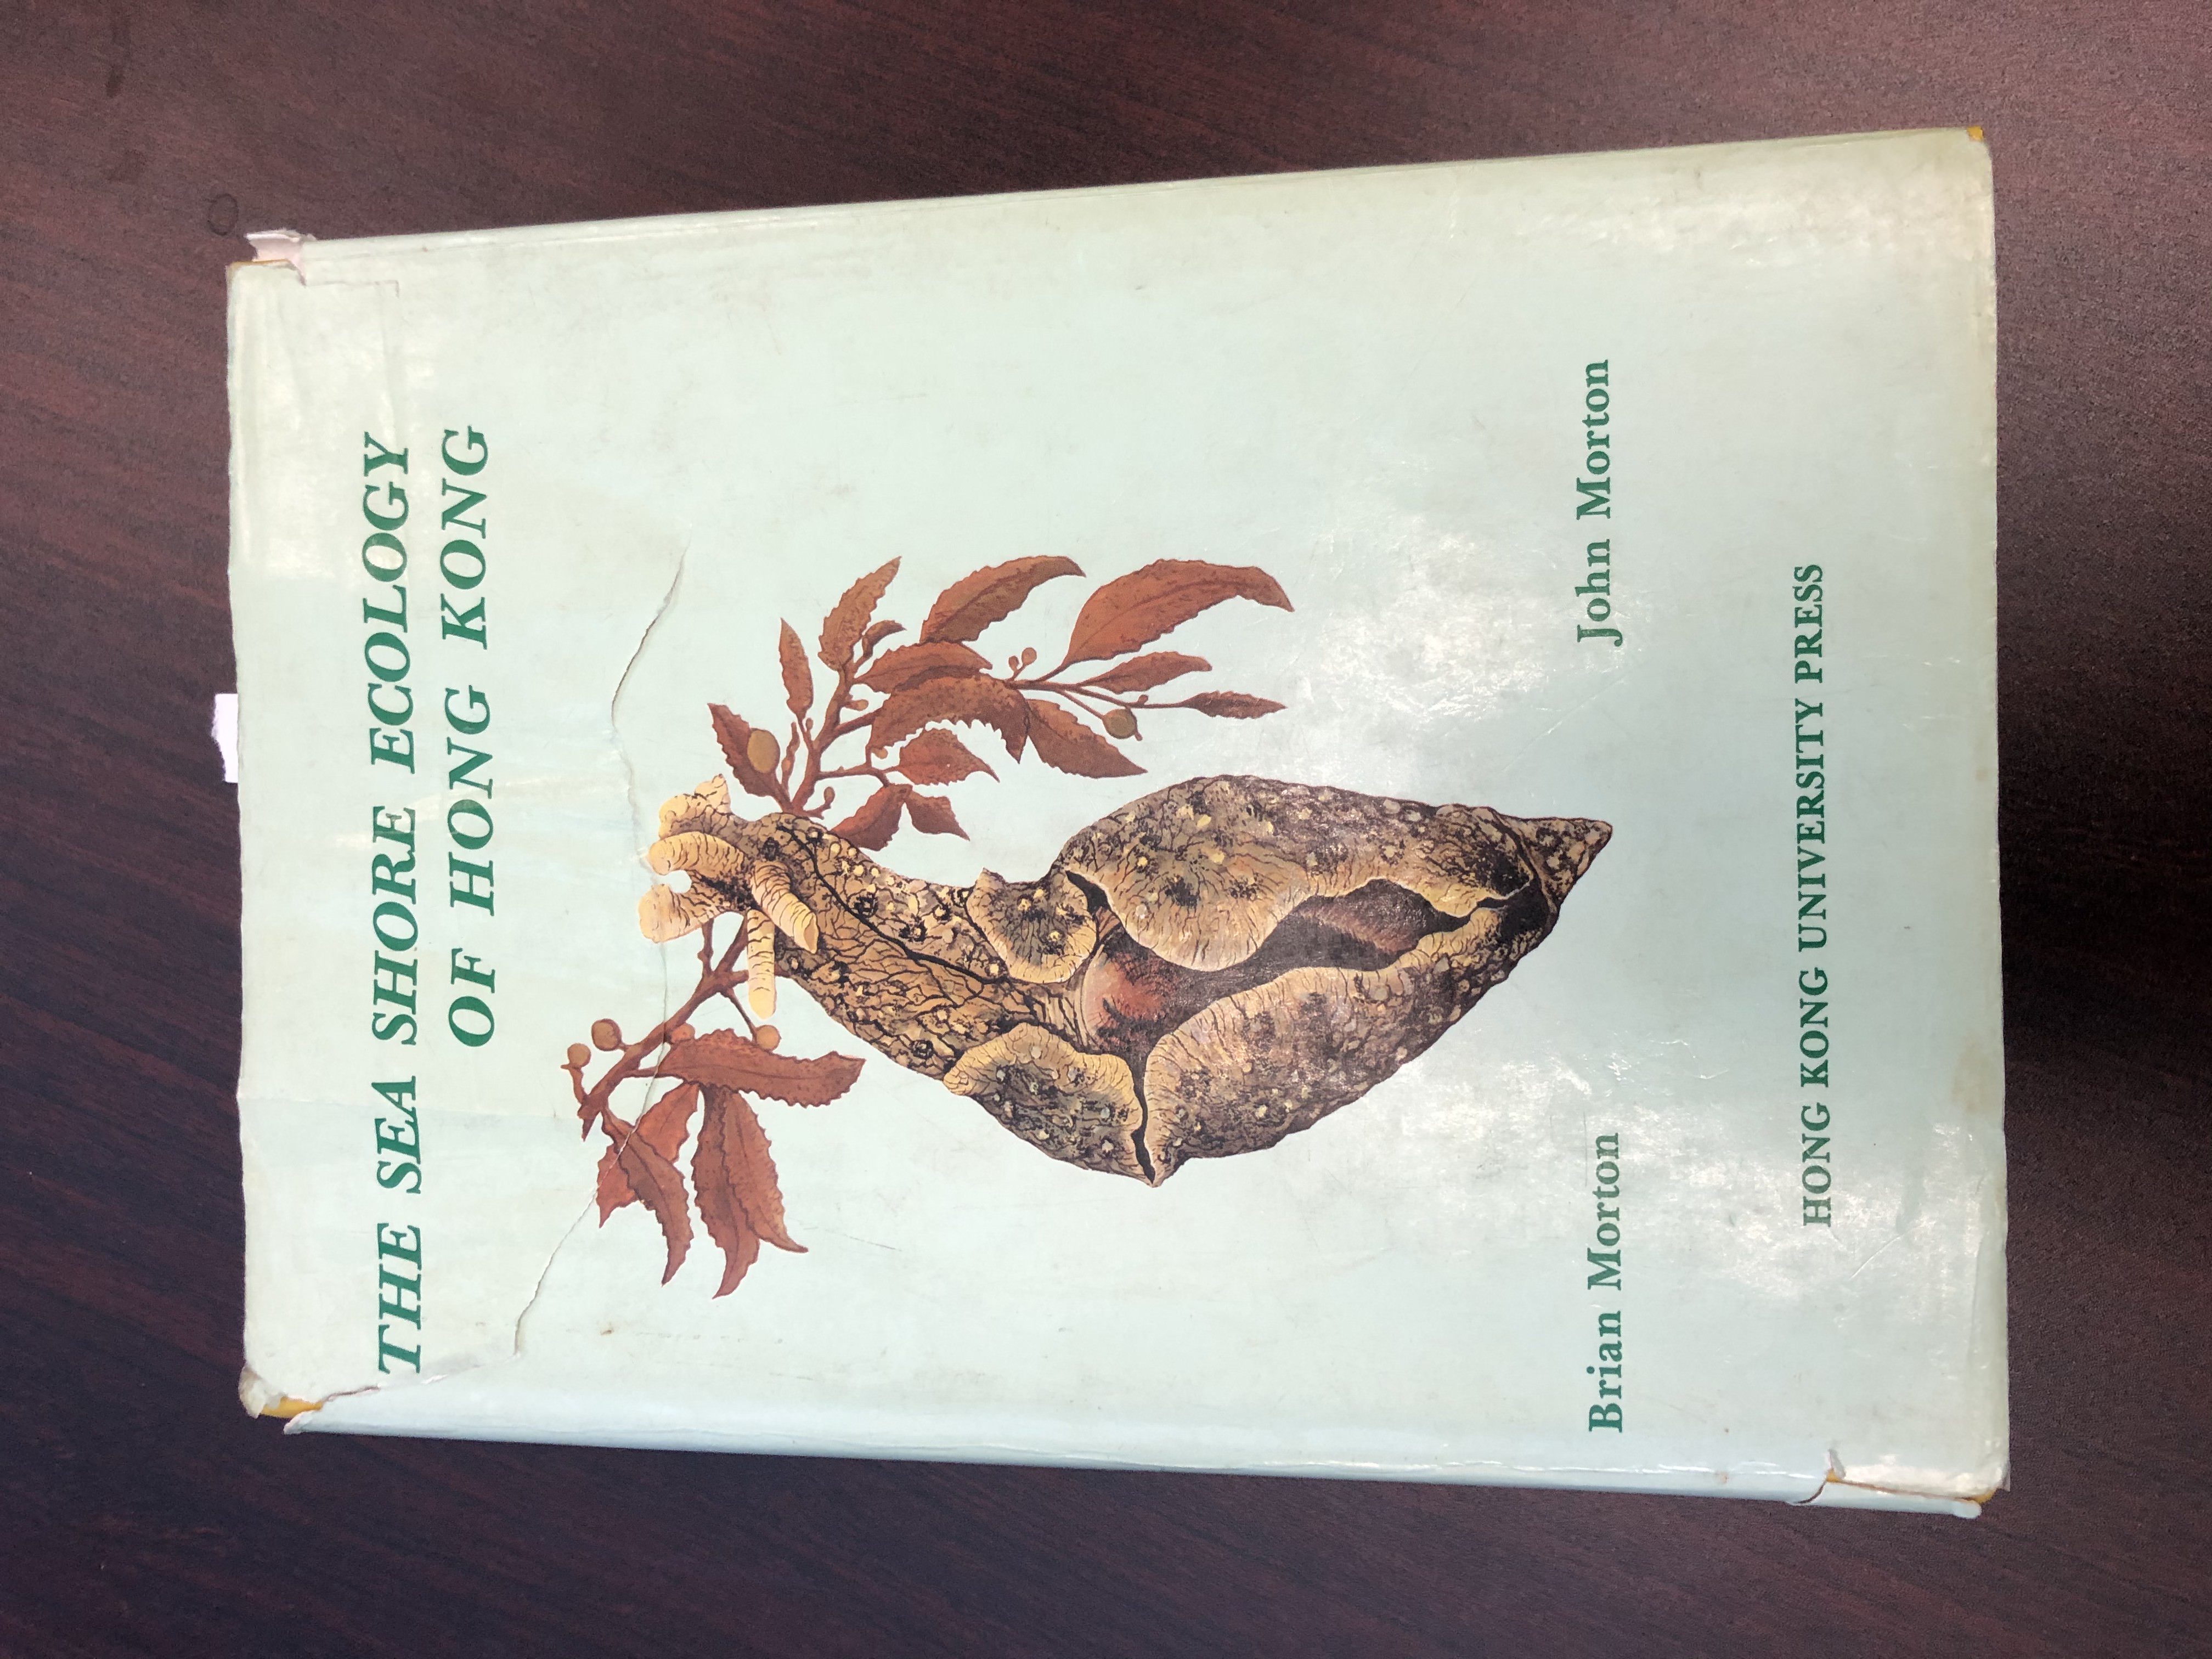 THE SEA SHORE ECOLOGY
OF HONG KONG
Brian Morton John Morton
HONG KONG UNIVERSITY PRESS